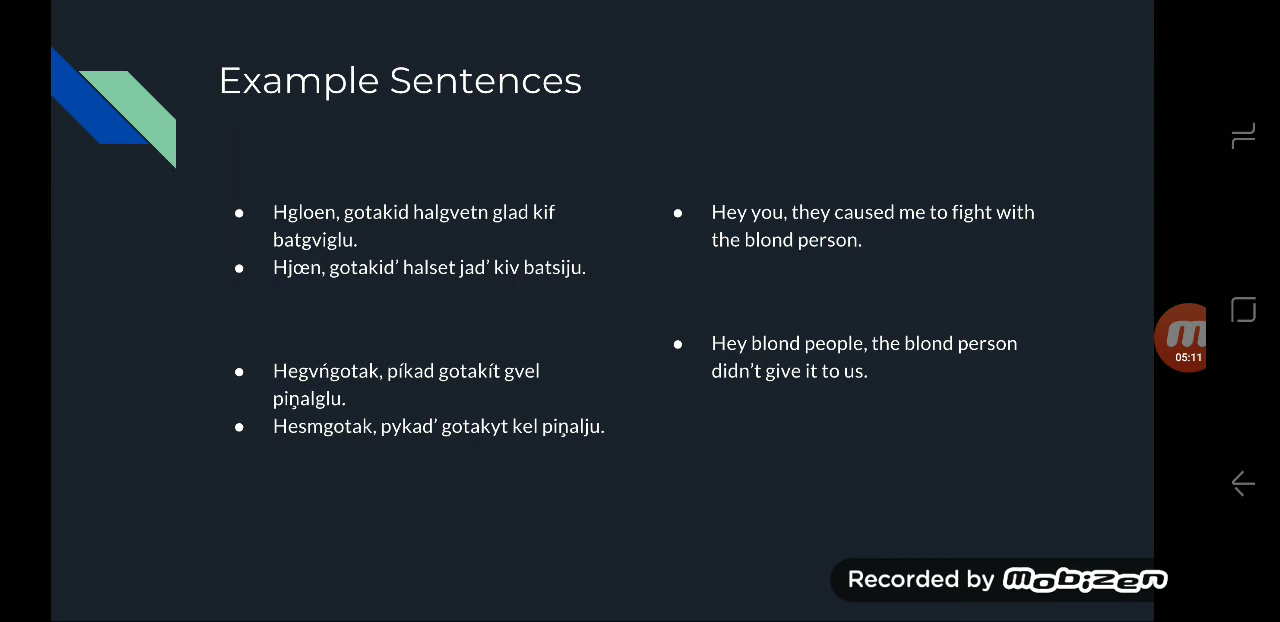 Example Sentences
Hgloen, gotakid halgvetn glad kif
batgviglu.
Hjœn, gotakid’ halset jad’ kiv batsiju.
Hegvńgotak, píkad gotakít gvel
piņalglu.
Hesmgotak, pykad’ gotakyt kel piņalju.
Hey you, they caused me to fight with
the blond person.
Hey blond people, the blond person
didn’t give it to us.
05:11
Recorded by mobizen